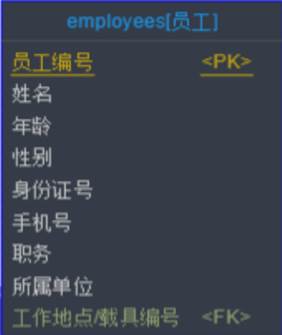 employees[员工]
员工编号 <PK>
姓名
年龄
性别
身份证号
手机号
职务
所属单位
工作地点/载具编号 <FK>